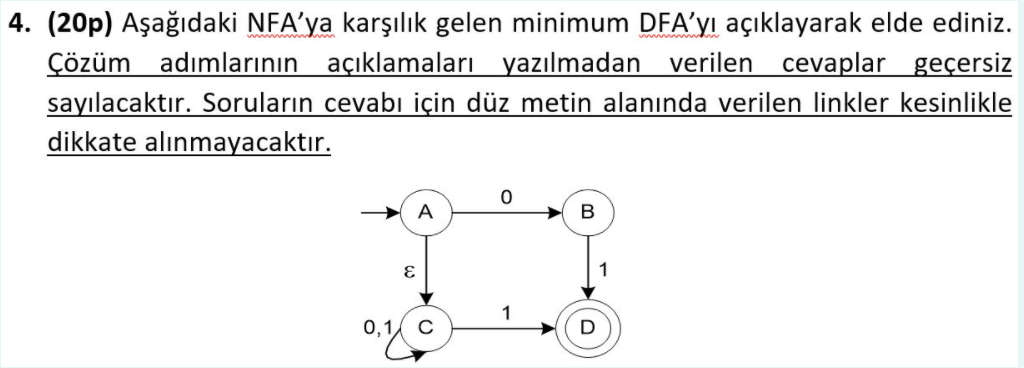 4. (20p) Aşağıdaki NFA’ya karşılık gelen minimum DFA’yı açıklayarak elde ediniz.
Çözüm adımlarının açıklamaları yazılmadan verilen cevaplar geçersiz
sayılacaktır. Soruların cevabı için düz metin alanında verilen linkler kesinlikle
dikkate alınmayacaktır.
0
A
B
ε
1
0,1
C
1
D